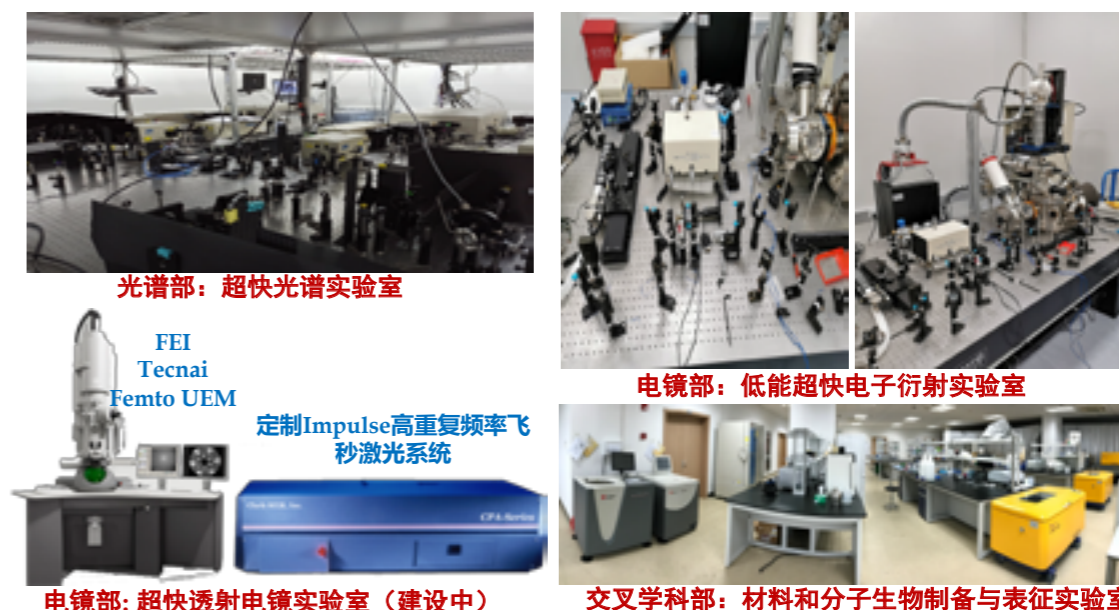 光谱部：超快光谱实验室
FEI
Tecnai
Femto UEM
定制Impulse高重复频率飞
秒激光系统
CPA-Series
电镜部: 超快透射电镜实验室（建设中）
电镜部：低能超快电子衍射实验室
交叉学科部：材料和分子生物制备与表征实验